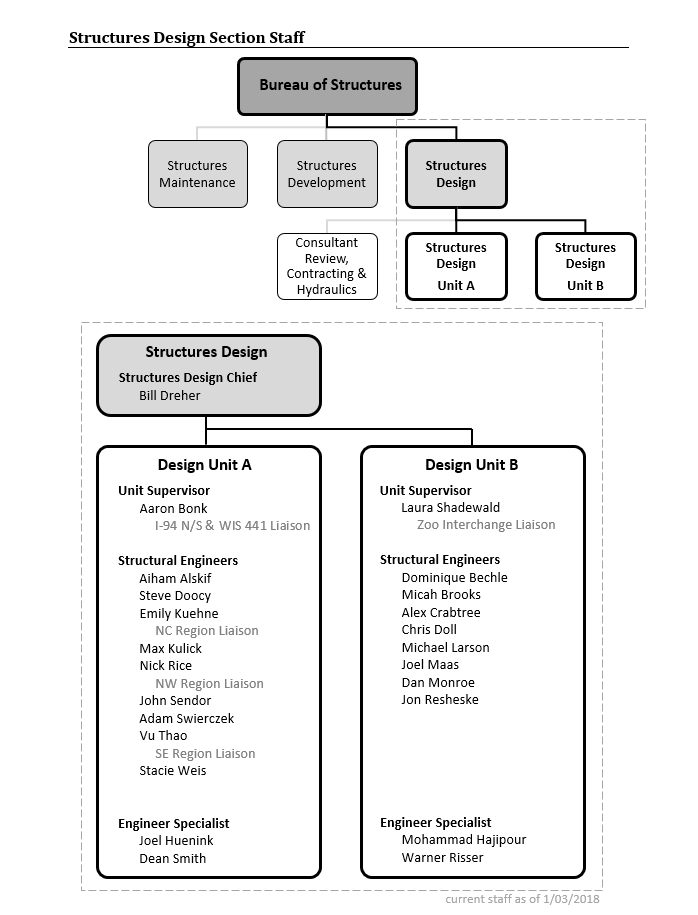 Structures Design Section Staff
Bureau of Structures
Structures
Maintenance
Structures
Development
Structures
Design
Consultant
Review,
Contracting &
Hydraulics
Structures
Design
Unit A
Structures
Design
Unit B
Structures Design
Structures Design Chief
Bill Dreher
Design Unit A
Unit Supervisor
Aaron Bonk
I-94 N/S & WIS 441 Liaison
Structural Engineers
Aiham Alskif
Steve Doocy
Emily Kuehne
NC Region Liaison
Max Kulick
Nick Rice
NW Region Liaison
John Sendor
Adam Swierczek
Vu Thao
SE Region Liaison
Stacie Weis
Engineer Specialist
Joel Huenink
Dean Smith
Design Unit B
Unit Supervisor
Laura Shadewald
Zoo Interchange Liaison
Structural Engineers
Dominique Bechle
Micah Brooks
Alex Crabtree
Chris Doll
Michael Larson
Joel Maas
Dan Monroe
Jon Resheske
Engineer Specialist
Mohammad Hajipour
Warner Risser
current staff as of 1/03/2018